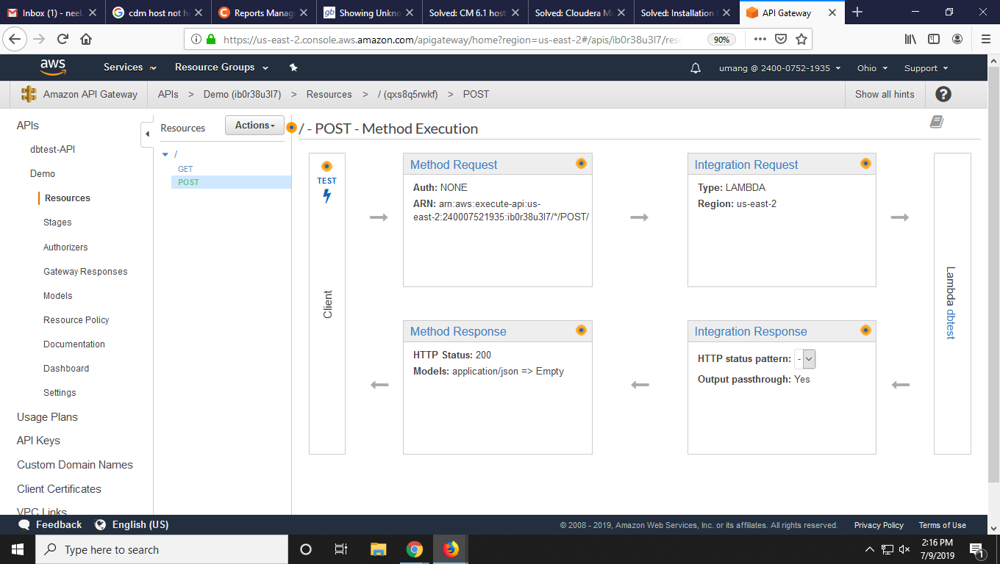 Inbox (1) - neel.
cdm host not h
Reports Manag
Showing Unkno
Solved: CM 6.1 host
Solved: Cloudera M
Solved: Installation
API Gateway
https://us-east-2.console.aws.amazon.com/apigateway/home?region=us-east-2#/apis/ib0r38u3l7/res
90%
aws
Services
Resource Groups
umang @ 2400-0752-1935
Ohio
Support
Amazon API Gateway
APIs > Demo (ib0r38u3l7) > Resources > / (qxs8q5rwkf) > POST
Show all hints
?
APIs
dbtest-API
Demo
Resources
Stages
Authorizers
Gateway Responses
Models
Resource Policy
Documentation
Dashboard
Settings
Usage Plans
API Keys
Custom Domain Names
Client Certificates
VPC Links
Resources
Actions
/
GET
POST
/ - POST - Method Execution
TEST
Client
Method Request
Auth: NONE
ARN: arn:aws:execute-api:us-
east-2:240007521935:ib0r38u3l7/*/POST/
Integration Request
Type: LAMBDA
Region: us-east-2
Lambda dbtest
Method Response
HTTP Status: 200
Models: application/json => Empty
Integration Response
HTTP status pattern: -
Output passthrough: Yes
Feedback
English (US)
© 2008 - 2019, Amazon Web Services, Inc. or its affiliates. All rights reserved.
Privacy Policy
Terms of Use
Type here to search
2:16 PM
7/9/2019
1